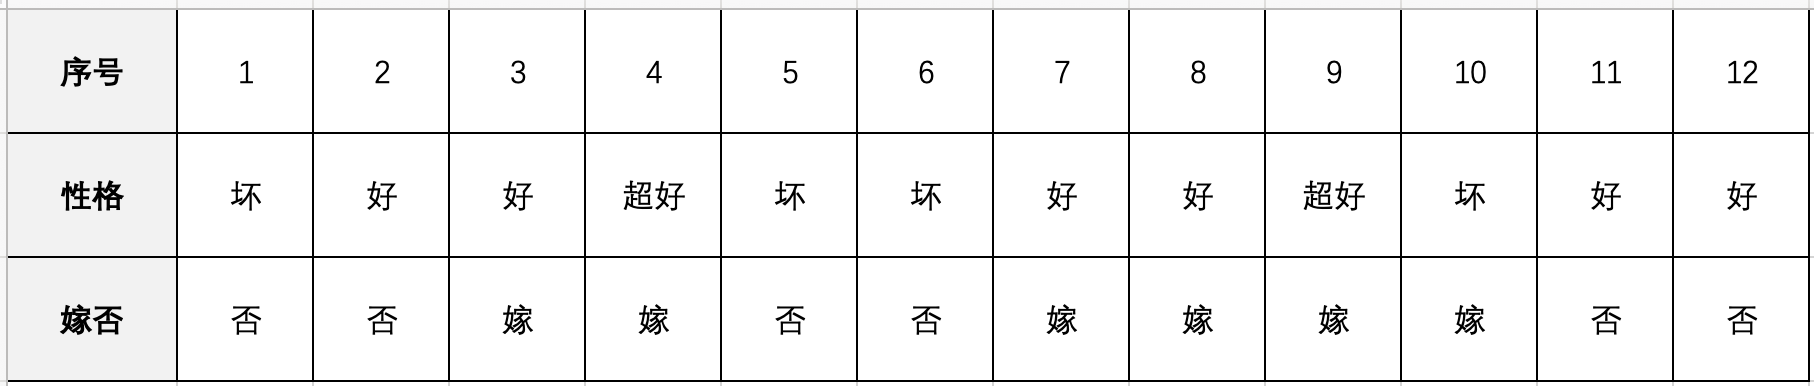 序号 1 2 3 4 5 6 7 8 9 10 11 12
性格 坏 好 好 超好 坏 坏 好 好 超好 坏 好 好
嫁否 否 否 嫁 嫁 否 否 嫁 嫁 嫁 嫁 否 否